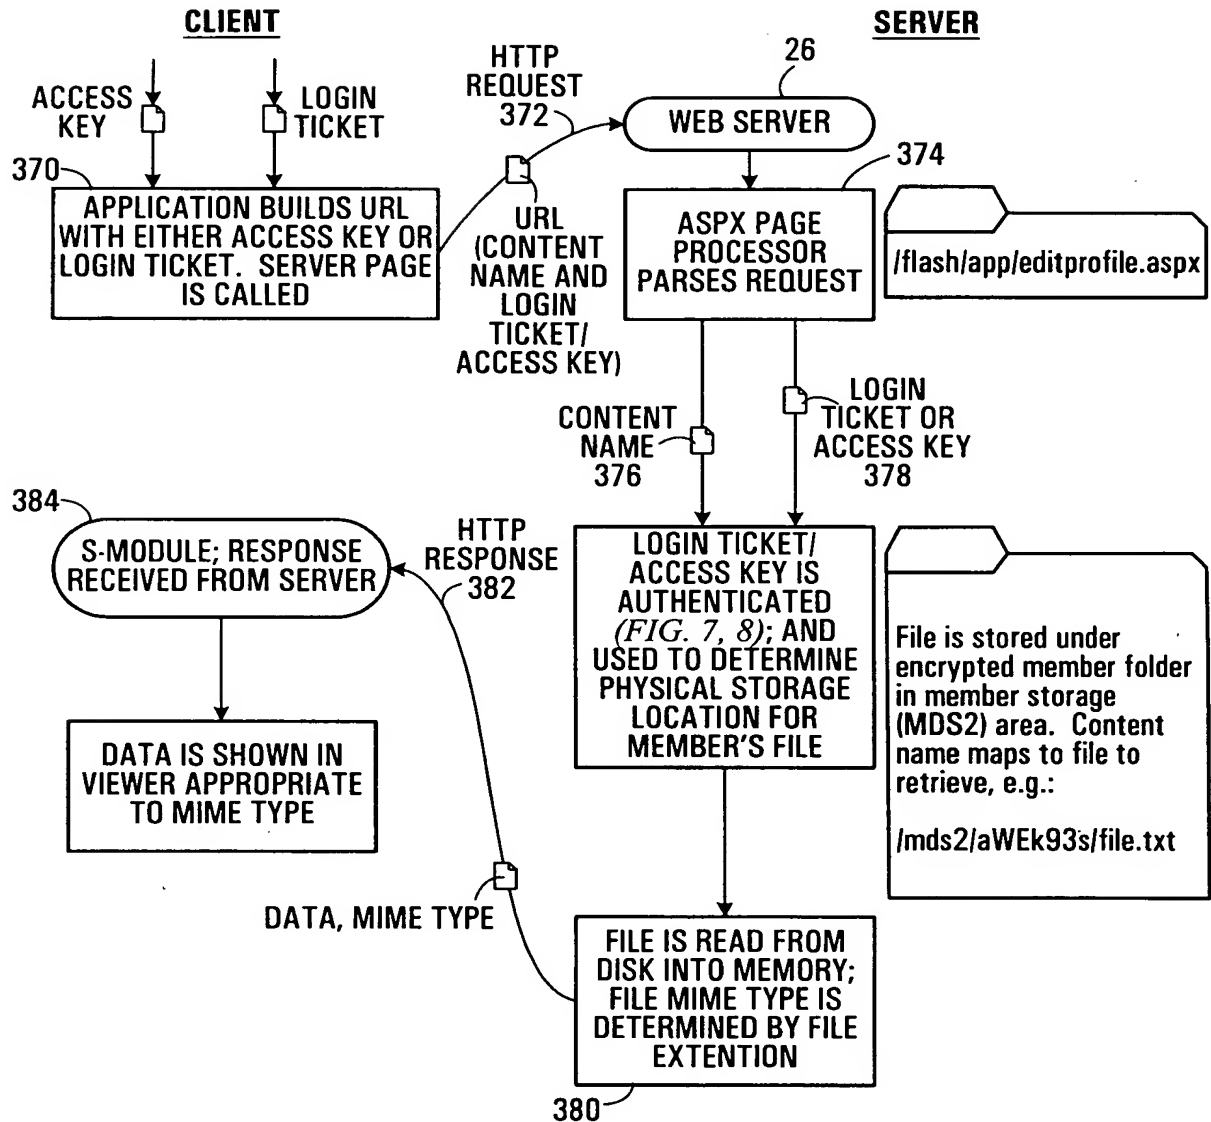 CLIENT
SERVER
ACCESS
KEY
LOGIN
TICKET
HTTP
REQUEST
372
26
WEB SERVER
370
APPLICATION BUILDS URL
WITH EITHER ACCESS KEY OR
LOGIN TICKET. SERVER PAGE
IS CALLED
URL
(CONTENT
NAME AND
LOGIN
TICKET/
ACCESS KEY)
374
ASPX PAGE
PROCESSOR
PARSES REQUEST
/flash/app/editprofile.aspx
CONTENT
NAME
376
LOGIN
TICKET OR
ACCESS KEY
378
384
S-MODULE; RESPONSE
RECEIVED FROM SERVER
HTTP
RESPONSE
382
LOGIN TICKET/
ACCESS KEY IS
AUTHENTICATED
(FIG. 7, 8); AND
USED TO DETERMINE
PHYSICAL STORAGE
LOCATION FOR
MEMBER'S FILE
File is stored under
encrypted member folder
in member storage
(MDS2) area. Content
name maps to file to
retrieve, e.g.:
/mds2/aWEk93s/file.txt
DATA IS SHOWN IN
VIEWER APPROPRIATE
TO MIME TYPE
DATA, MIME TYPE
FILE IS READ FROM
DISK INTO MEMORY;
FILE MIME TYPE IS
DETERMINED BY FILE
EXTENTION
380